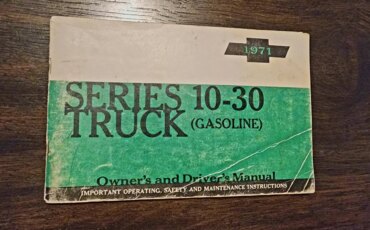 1971
SERIES 10-30
TRUCK (GASOLINE)
Owner's and Driver's Manual
IMPORTANT OPERATING, SAFETY AND MAINTENANCE INSTRUCTIONS